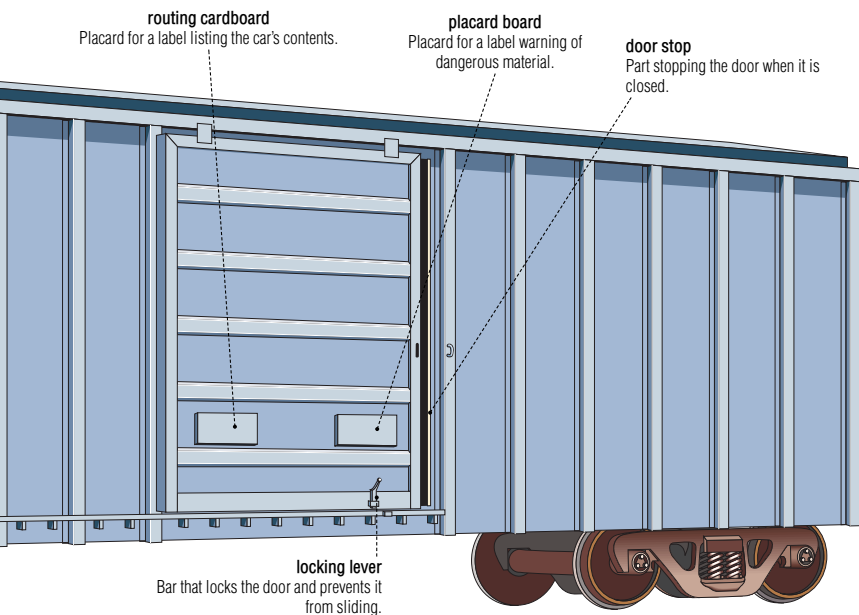 routing cardboard
Placard for a label listing the car's contents.
placard board
Placard for a label warning of
dangerous material.
door stop
Part stopping the door when it is
closed.
locking lever
Bar that locks the door and prevents it
from sliding.